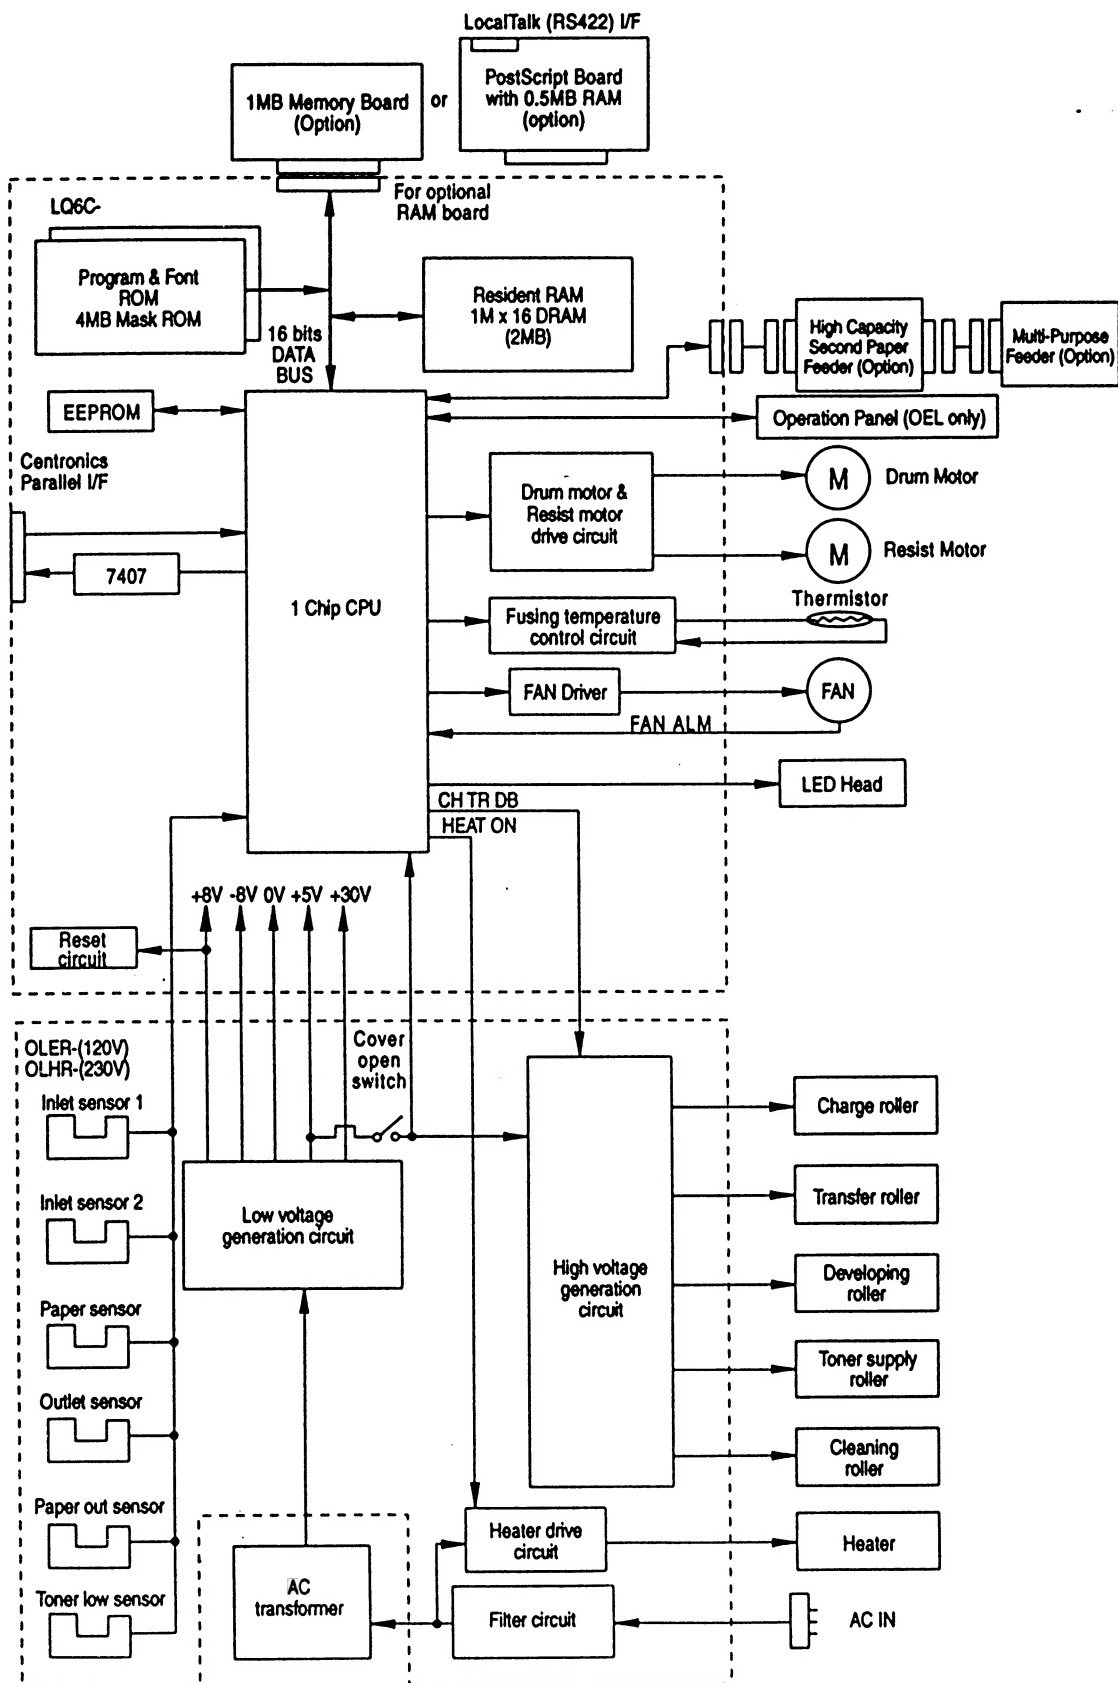 LocalTalk (RS422) I/F
1MB Memory Board
(Option)
or
PostScript Board
with 0.5MB RAM
(option)
For optional
RAM board
LQ6C-
Program & Font
ROM
4MB Mask ROM
Resident RAM
1M x 16 DRAM
(2MB)
16 bits
DATA
BUS
High Capacity
Second Paper
Feeder (Option)
Multi-Purpose
Feeder (Option)
EEPROM
Operation Panel (OEL only)
Centronics
Parallel I/F
7407
1 Chip CPU
Drum motor &
Resist motor
drive circuit
M
Drum Motor
M
Resist Motor
Thermistor
Fusing temperature
control circuit
FAN Driver
FAN
FAN ALM
LED Head
CH TR DB
HEAT ON
+8V -8V 0V +5V +30V
Reset
circuit
OLER-(120V)
OLHR-(230V)
Cover
open
switch
Inlet sensor 1
Inlet sensor 2
Paper sensor
Outlet sensor
Paper out sensor
Toner low sensor
Low voltage
generation circuit
High voltage
generation
circuit
Charge roller
Transfer roller
Developing
roller
Toner supply
roller
Cleaning
roller
Heater drive
circuit
Heater
AC
transformer
Filter circuit
AC IN